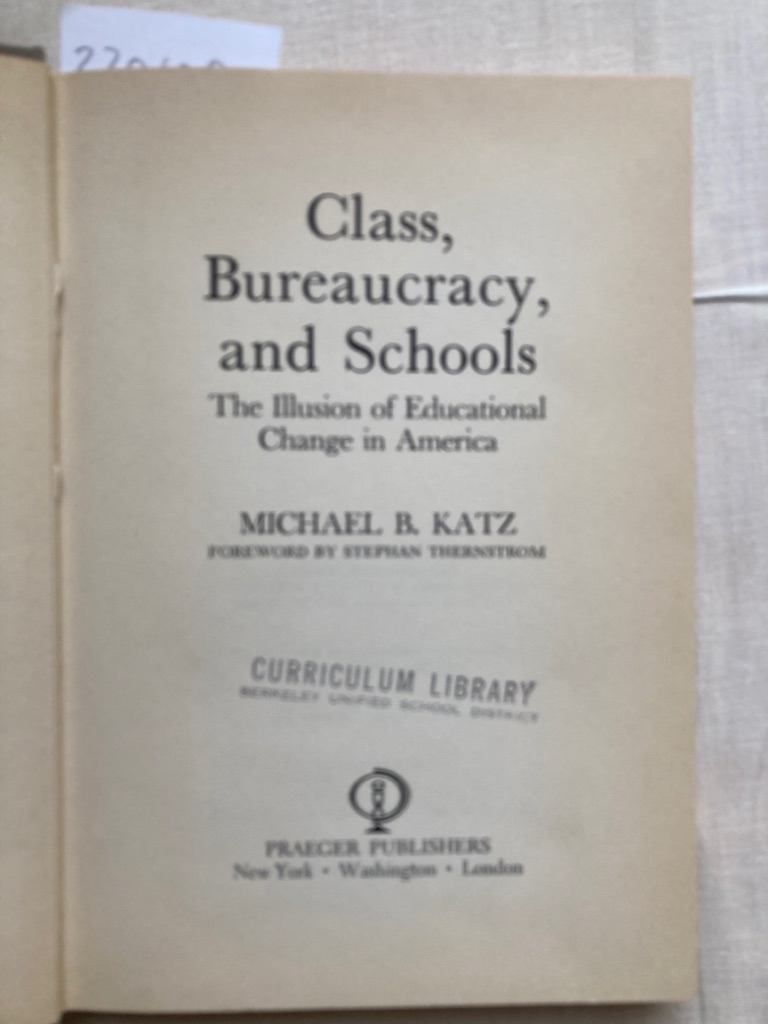 Class,
Bureaucracy,
and Schools
The Illusion of Educational
Change in America
MICHAEL B. KATZ
FOREWORD BY STEPHAN THERNSTROM
CURRICULUM LIBRARY
BERKELEY UNIFIED SCHOOL DISTRICT
PRAEGER PUBLISHERS
New York • Washington • London